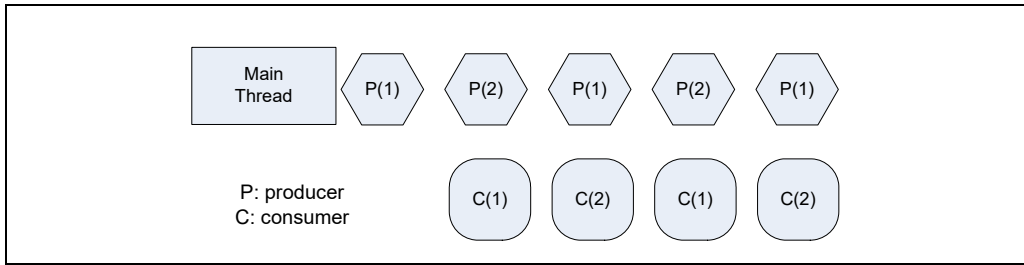 Main
Thread
P(1)
P(2)
P(1)
P(2)
P(1)
P: producer
C: consumer
C(1)
C(2)
C(1)
C(2)